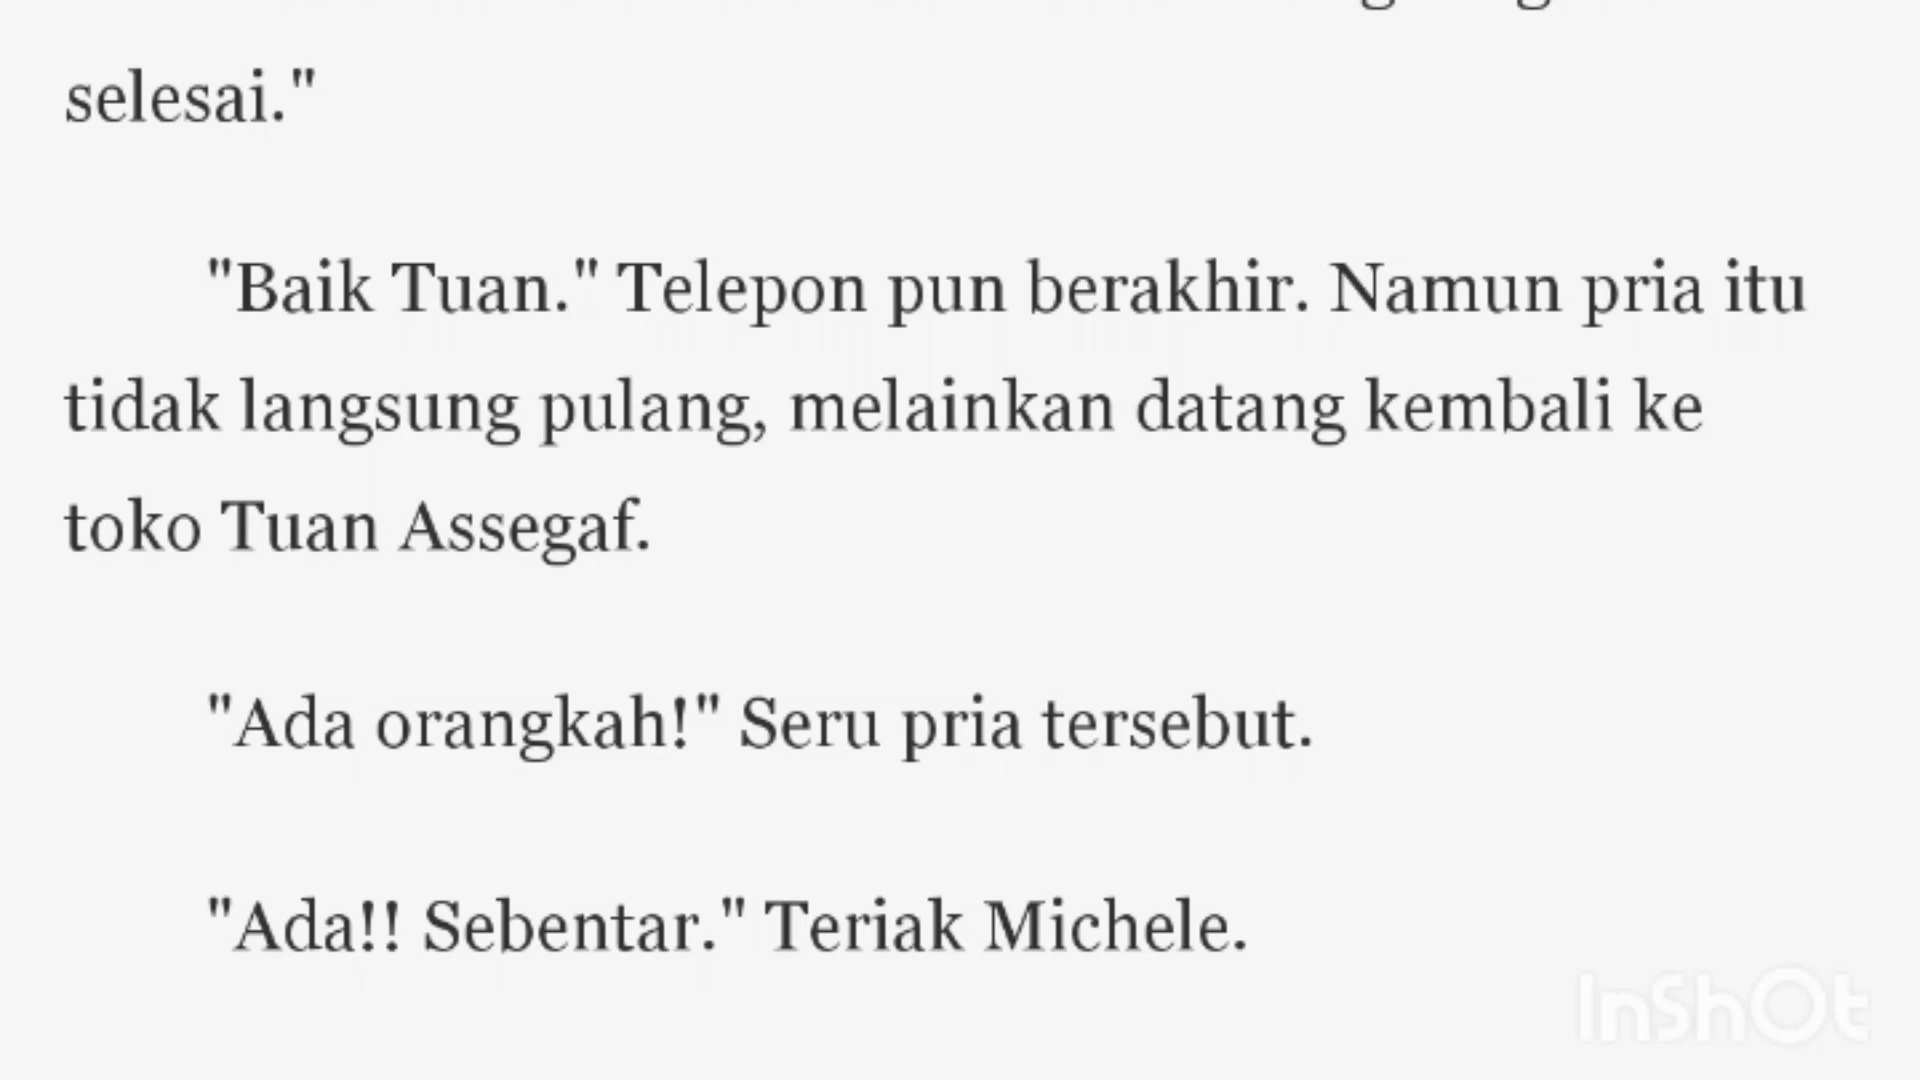 selesai."
"Baik Tuan." Telepon pun berakhir. Namun pria itu
tidak langsung pulang, melainkan datang kembali ke
toko Tuan Assegaf.
"Ada orangkah!" Seru pria tersebut.
"Ada!! Sebentar." Teriak Michele.
InShOt